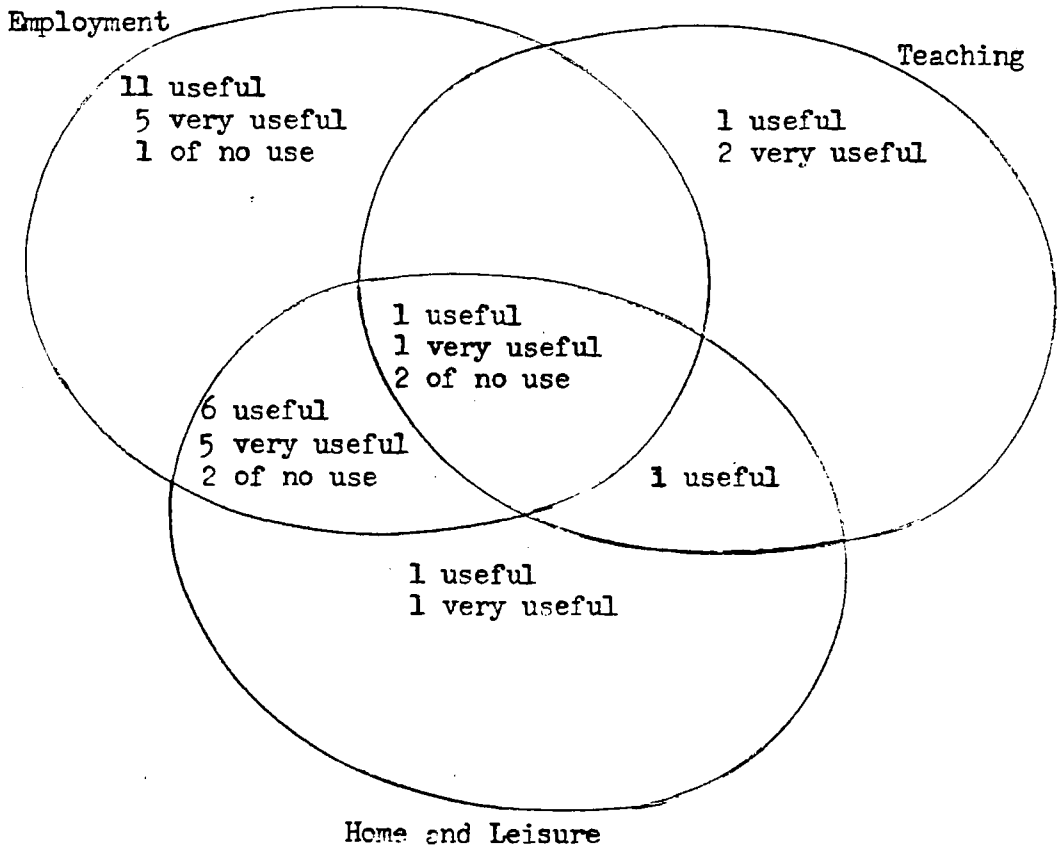 Employment
Teaching
11 useful
5 very useful
1 of no use
1 useful
2 very useful
1 useful
1 very useful
2 of no use
6 useful
5 very useful
2 of no use
1 useful
1 useful
1 very useful
Home and Leisure